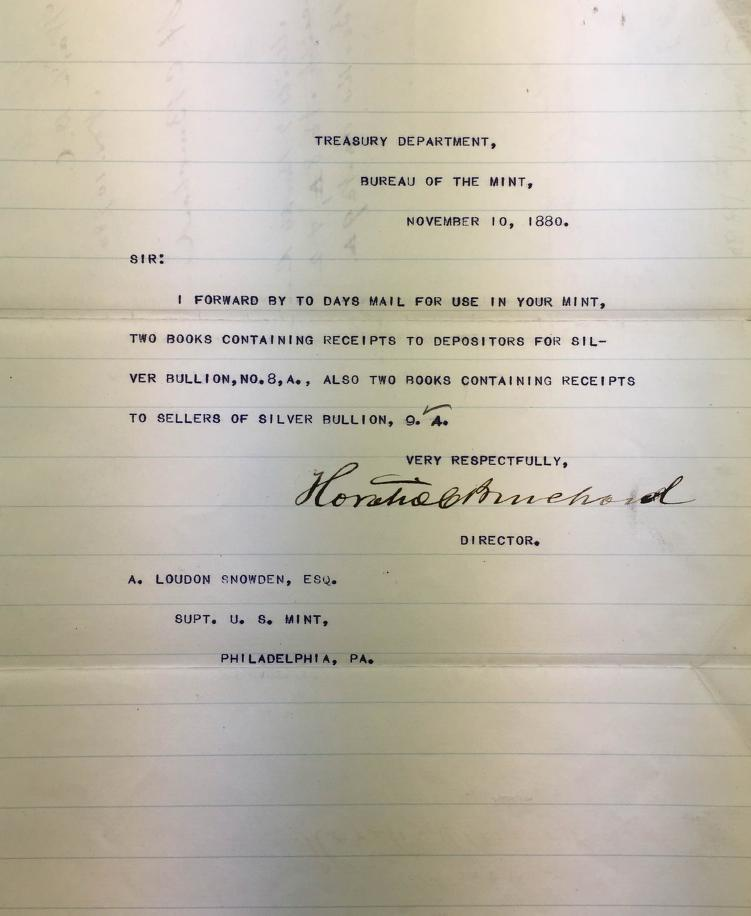 TREASURY DEPARTMENT,
BUREAU OF THE MINT,
NOVEMBER 10, 1880.
SIR:
I FORWARD BY TO DAYS MAIL FOR USE IN YOUR MINT,
TWO BOOKS CONTAINING RECEIPTS TO DEPOSITORS FOR SIL-
VER BULLION,NO.8,A., ALSO TWO BOOKS CONTAINING RECEIPTS
TO SELLERS OF SILVER BULLION, 9. A.
VERY RESPECTFULLY,
Horatio C Burchard
DIRECTOR.
A. LOUDON SNOWDEN, ESQ.
SUPT. U. S. MINT,
PHILADELPHIA, PA.